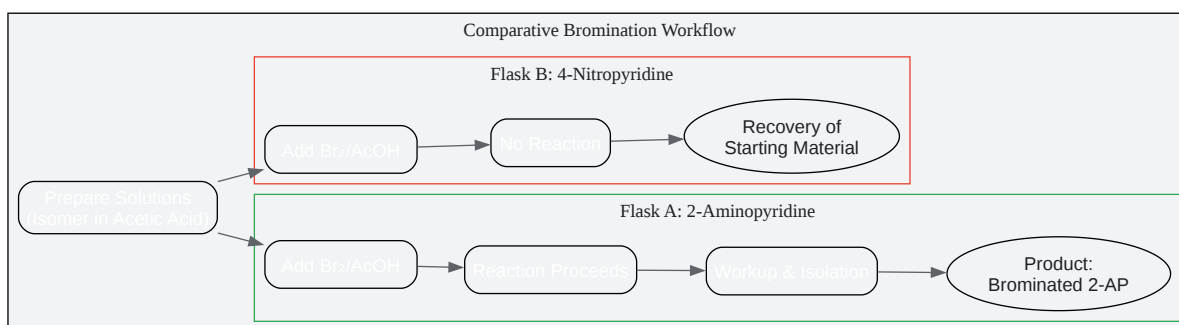 Comparative Bromination Workflow
Flask B: 4-Nitropyridine
Add Br₂/AcOH
No Reaction
Recovery of
Starting Material
Prepare Solutions
(Isomer in Acetic Acid)
Flask A: 2-Aminopyridine
Add Br₂/AcOH
Reaction Proceeds
Workup & Isolation
Product:
Brominated 2-AP